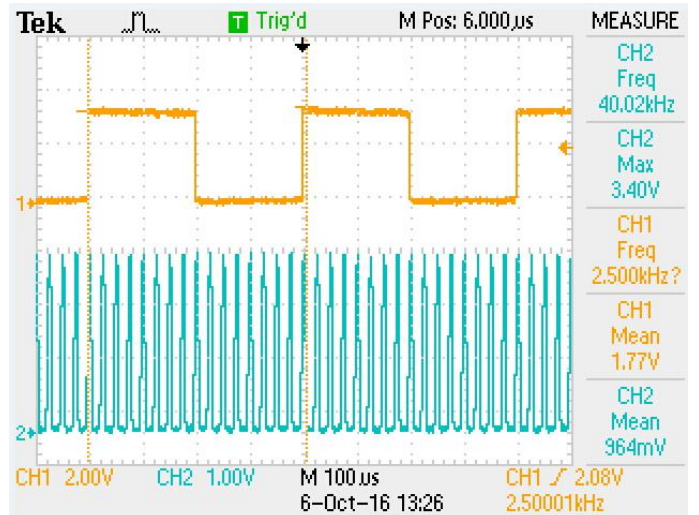 Tek T Trig'd M Pos: 6.000µs MEASURE
CH2
Freq
40.02kHz
CH2
Max
3.40V
CH1
Freq
2.500kHz?
CH1
Mean
1.77V
CH2
Mean
964mV
1
2
CH1 2.00V CH2 1.00V M 100µs CH1 2.08V
6-Oct-16 13:26 2.50001kHz